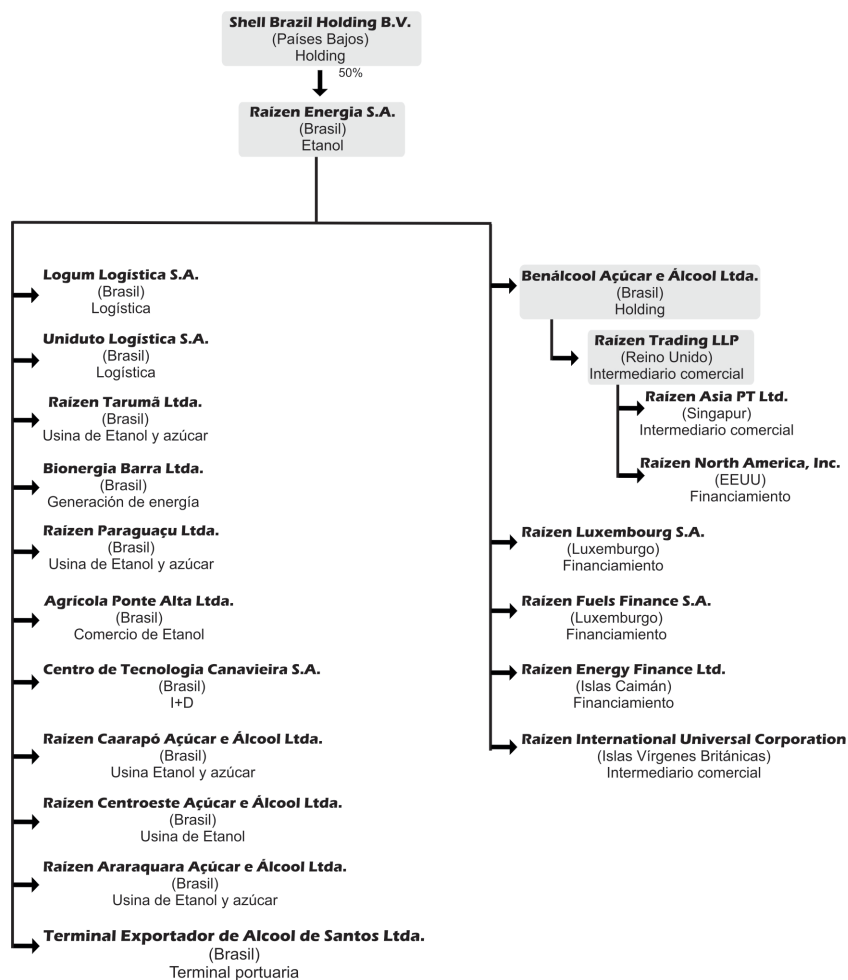 Shell Brazil Holding B.V.
(Países Bajos)
Holding
50%
Raízen Energia S.A.
(Brasil)
Etanol
Logum Logística S.A.
(Brasil)
Logística
Uniduto Logística S.A.
(Brasil)
Logística
Raízen Tarumã Ltda.
(Brasil)
Usina de Etanol y azúcar
Bionergia Barra Ltda.
(Brasil)
Generación de energía
Raízen Paraguaçu Ltda.
(Brasil)
Usina de Etanol y azúcar
Agrícola Ponte Alta Ltda.
(Brasil)
Comercio de Etanol
Centro de Tecnologia Canavieira S.A.
(Brasil)
I+D
Raízen Caarapó Açúcar e Álcool Ltda.
(Brasil)
Usina Etanol y azúcar
Raízen Centroeste Açúcar e Álcool Ltda.
(Brasil)
Usina de Etanol
Raízen Araraquara Açúcar e Álcool Ltda.
(Brasil)
Usina de Etanol y azúcar
Terminal Exportador de Alcool de Santos Ltda.
(Brasil)
Terminal portuaria
Benálcool Açúcar e Álcool Ltda.
(Brasil)
Holding
Raízen Trading LLP
(Reino Unido)
Intermediario comercial
Raízen Asia PT Ltd.
(Singapur)
Intermediario comercial
Raízen North America, Inc.
(EEUU)
Financiamiento
Raízen Luxembourg S.A.
(Luxemburgo)
Financiamiento
Raízen Fuels Finance S.A.
(Luxemburgo)
Financiamiento
Raízen Energy Finance Ltd.
(Islas Caimán)
Financiamiento
Raízen International Universal Corporation
(Islas Vírgenes Británicas)
Intermediario comercial